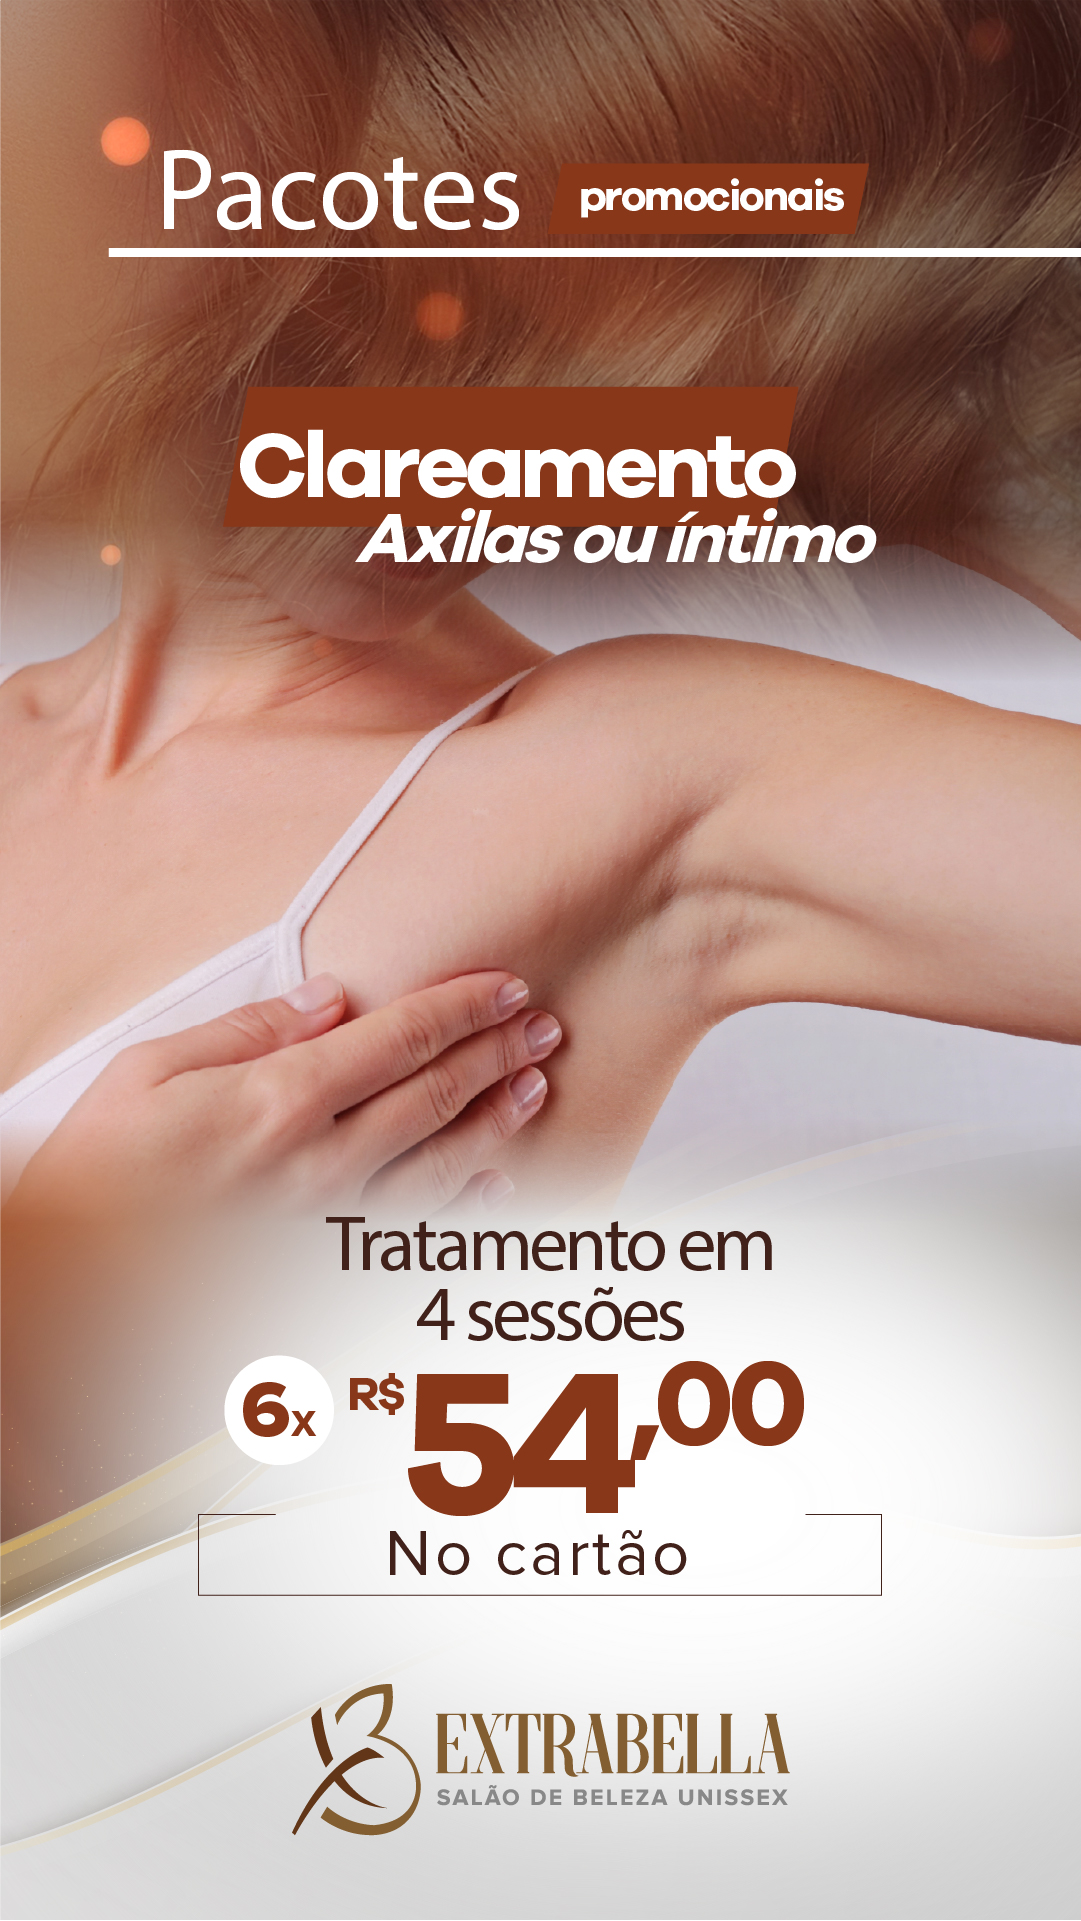 Pacotes promocionais
Clareamento
Axilas ou íntimo
Tratamento em
4 sessões
6x R$54,00
No cartão
EXTRABELLA
SALÃO DE BELEZA UNISSEX